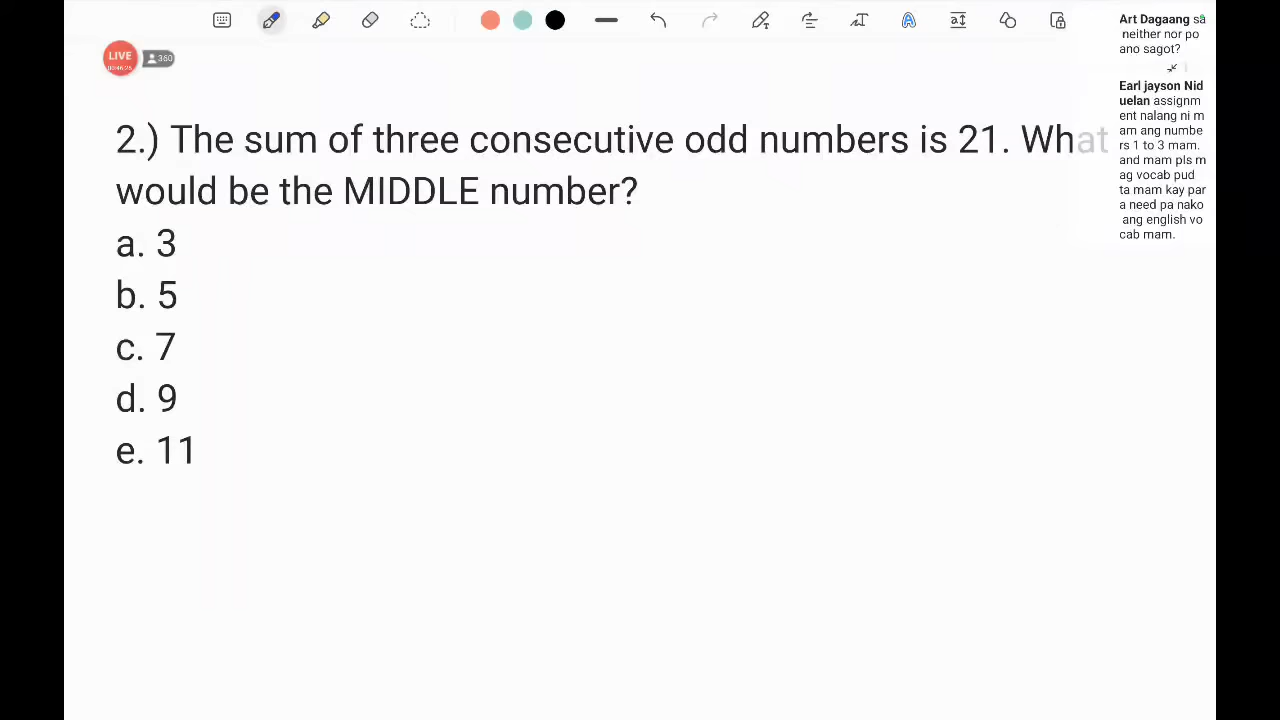 Art Dagaang sa
neither nor po
ano sagot?
LIVE
360
Earl jayson Nid
uelan assignm
ent nalang ni m
am ang numbe
rs 1 to 3 mam.
and mam pls m
ag vocab pud
ta mam kay par
a need pa nako
ang english vo
cab mam.
2.) The sum of three consecutive odd numbers is 21. What
would be the MIDDLE number?
a. 3
b. 5
c. 7
d. 9
e. 11